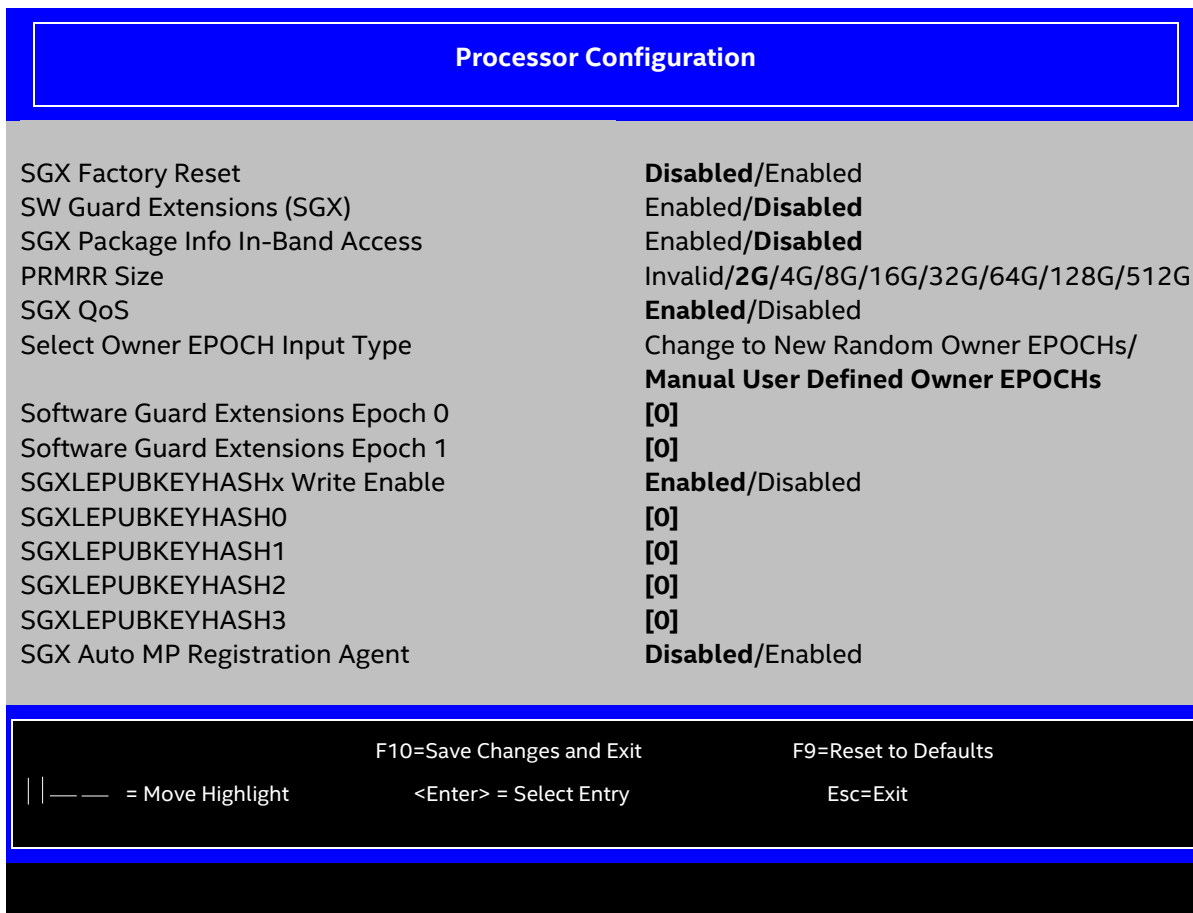 Processor Configuration
SGX Factory Reset Disabled/Enabled
SW Guard Extensions (SGX) Enabled/Disabled
SGX Package Info In-Band Access Enabled/Disabled
PRMRR Size Invalid/2G/4G/8G/16G/32G/64G/128G/512G
SGX QoS Enabled/Disabled
Select Owner EPOCH Input Type Change to New Random Owner EPOCHs/
Manual User Defined Owner EPOCHs
Software Guard Extensions Epoch 0 [0]
Software Guard Extensions Epoch 1 [0]
SGXLEPUBKEYHASHx Write Enable Enabled/Disabled
SGXLEPUBKEYHASH0 [0]
SGXLEPUBKEYHASH1 [0]
SGXLEPUBKEYHASH2 [0]
SGXLEPUBKEYHASH3 [0]
SGX Auto MP Registration Agent Disabled/Enabled
F10=Save Changes and Exit F9=Reset to Defaults
= Move Highlight <Enter> = Select Entry Esc=Exit